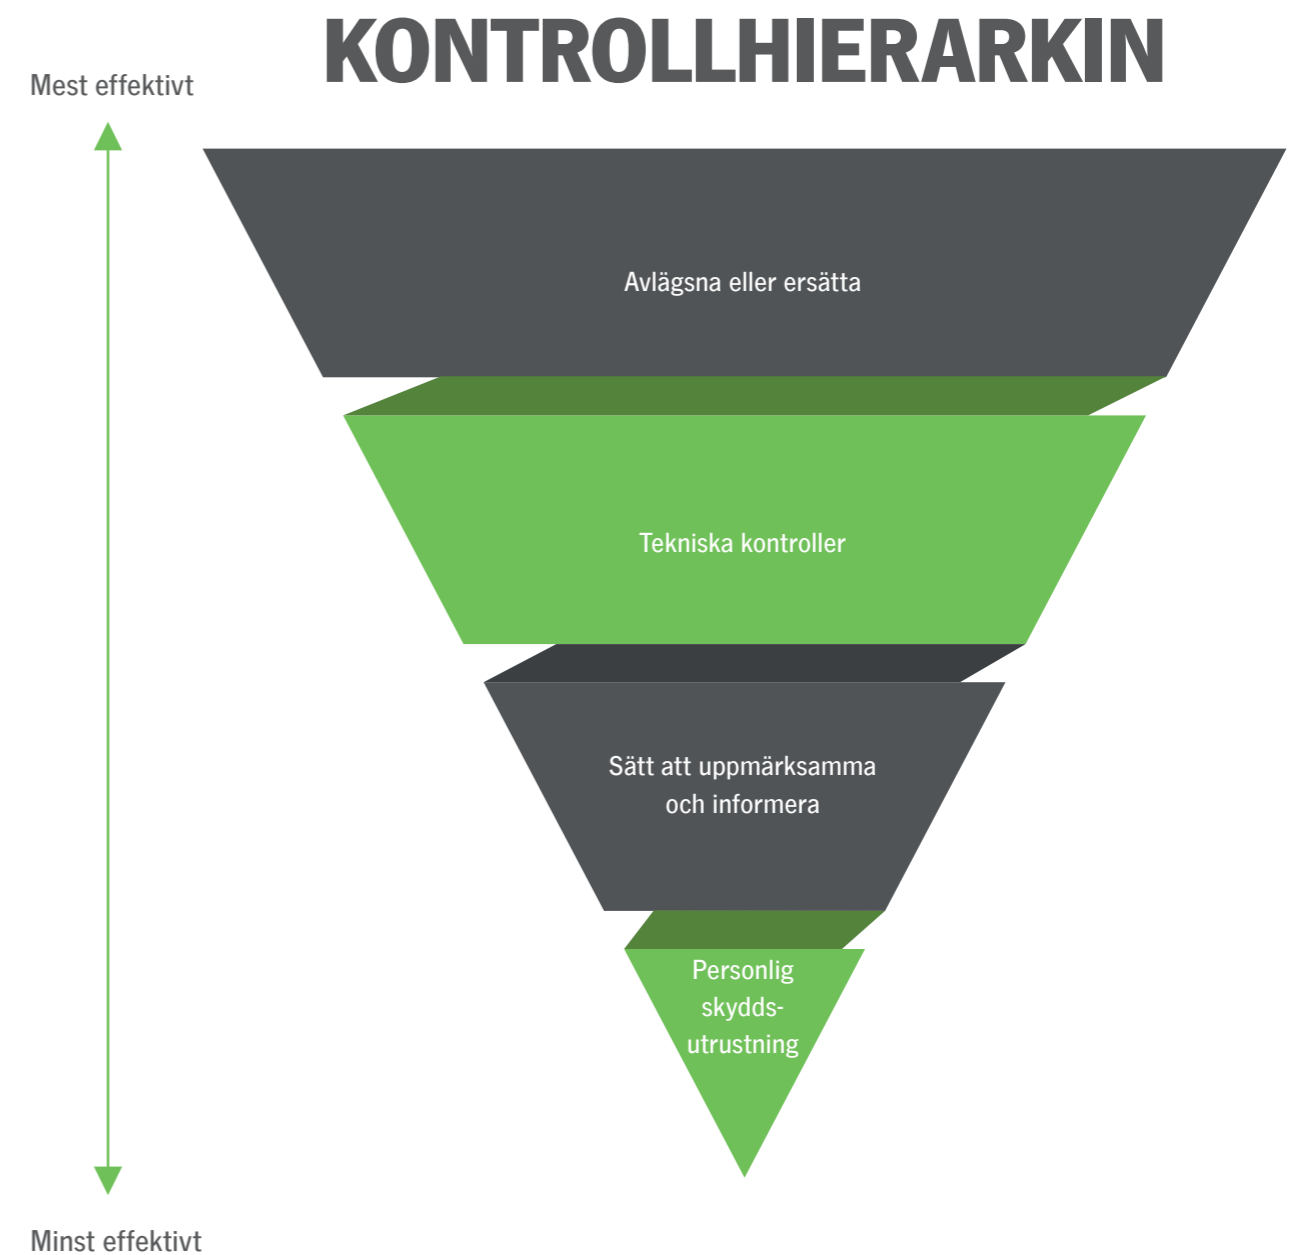 KONTROLLHIERARKIN
Mest effektivt
Avlägsna eller ersätta
Tekniska kontroller
Sätt att uppmärksamma
och informera
Personlig
skydds-
utrustning
Minst effektivt